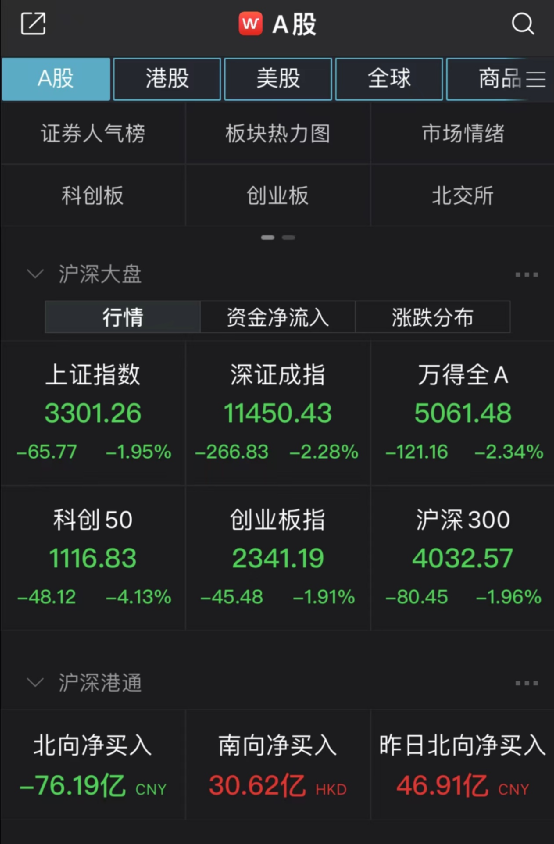 W A股
A股 港股 美股 全球 商品
证券人气榜 板块热力图 市场情绪
科创板 创业板 北交所
沪深大盘
行情 资金净流入 涨跌分布
上证指数 深证成指 万得全A
3301.26 11450.43 5061.48
-65.77 -1.95% -266.83 -2.28% -121.16 -2.34%
科创50 创业板指 沪深300
1116.83 2341.19 4032.57
-48.12 -4.13% -45.48 -1.91% -80.45 -1.96%
沪深港通
北向净买入 南向净买入 昨日北向净买入
-76.19亿 CNY 30.62亿 HKD 46.91亿 CNY